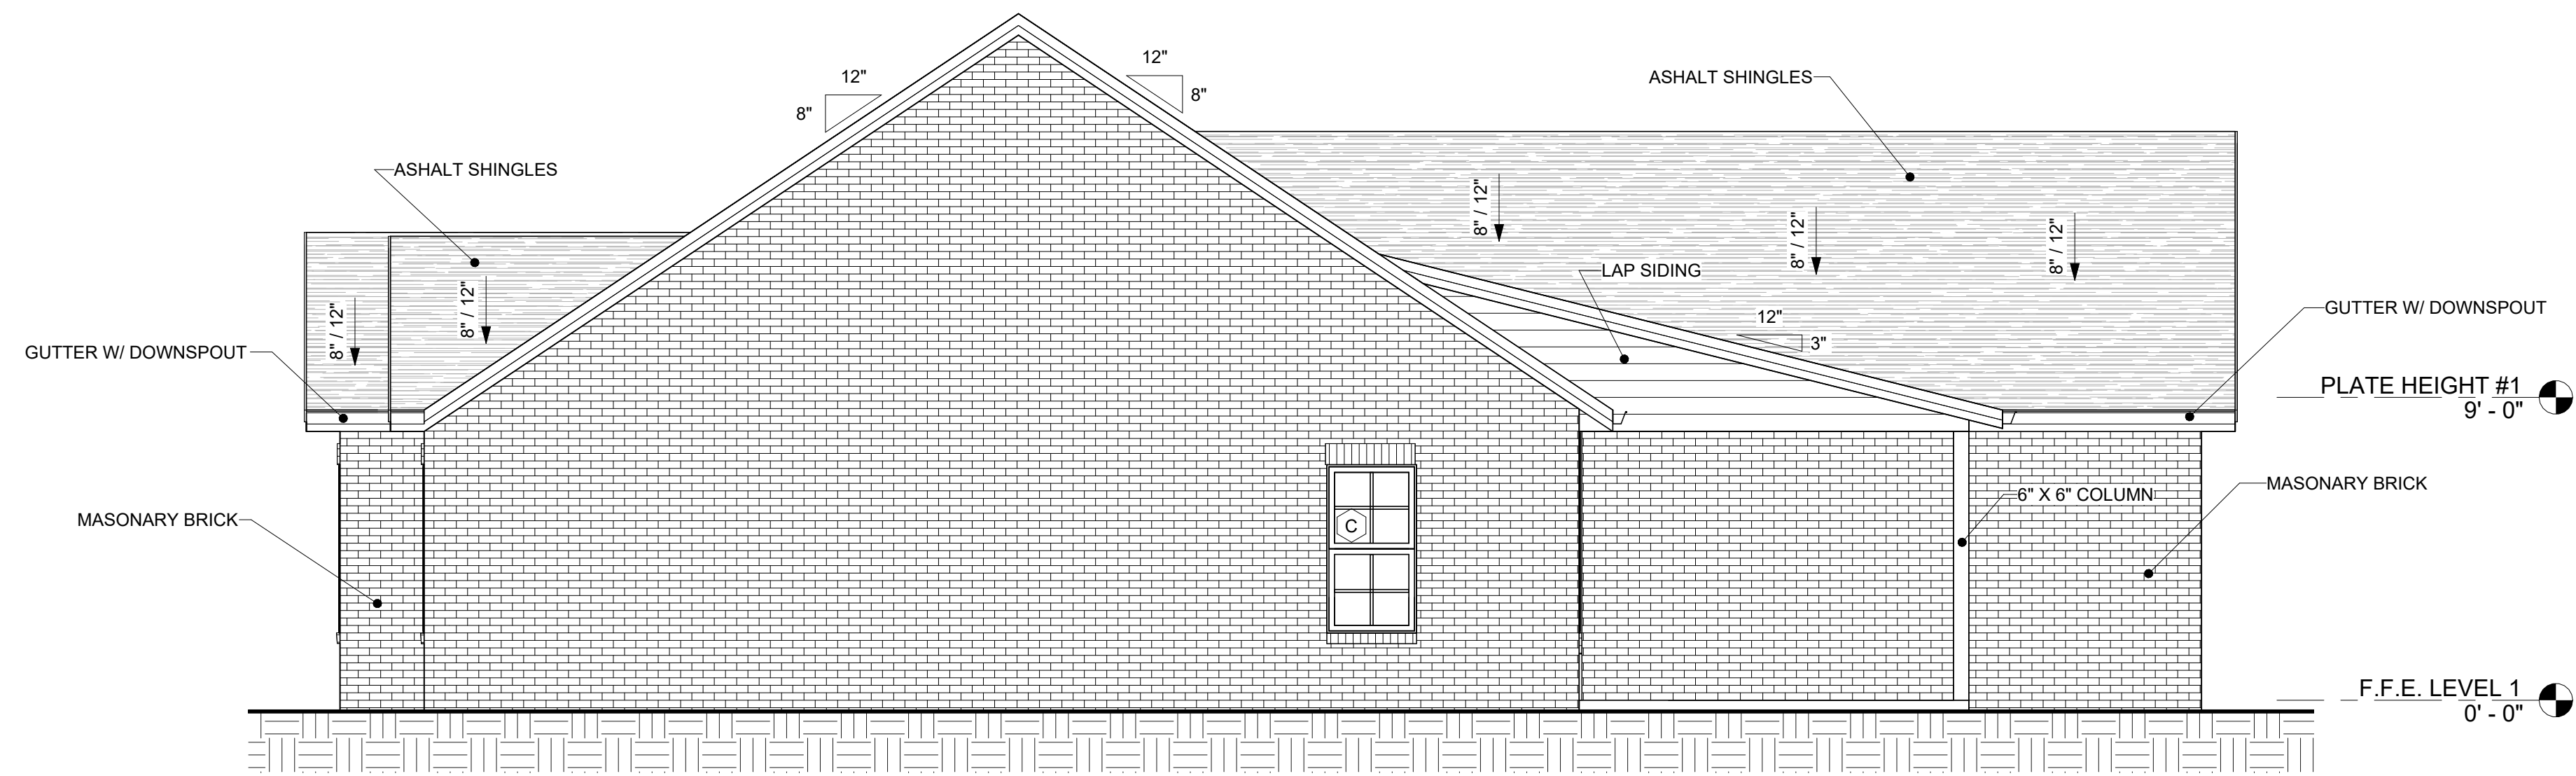 12"
8"
12"
8"
ASHALT SHINGLES
ASHALT SHINGLES
8" / 12"
8" / 12"
8" / 12"
LAP SIDING
8" / 12"
8" / 12"
12"
3"
GUTTER W/ DOWNSPOUT
GUTTER W/ DOWNSPOUT
PLATE HEIGHT #1
9' - 0"
MASONARY BRICK
6" X 6" COLUMN
MASONARY BRICK
C
F.F.E. LEVEL 1
0' - 0"